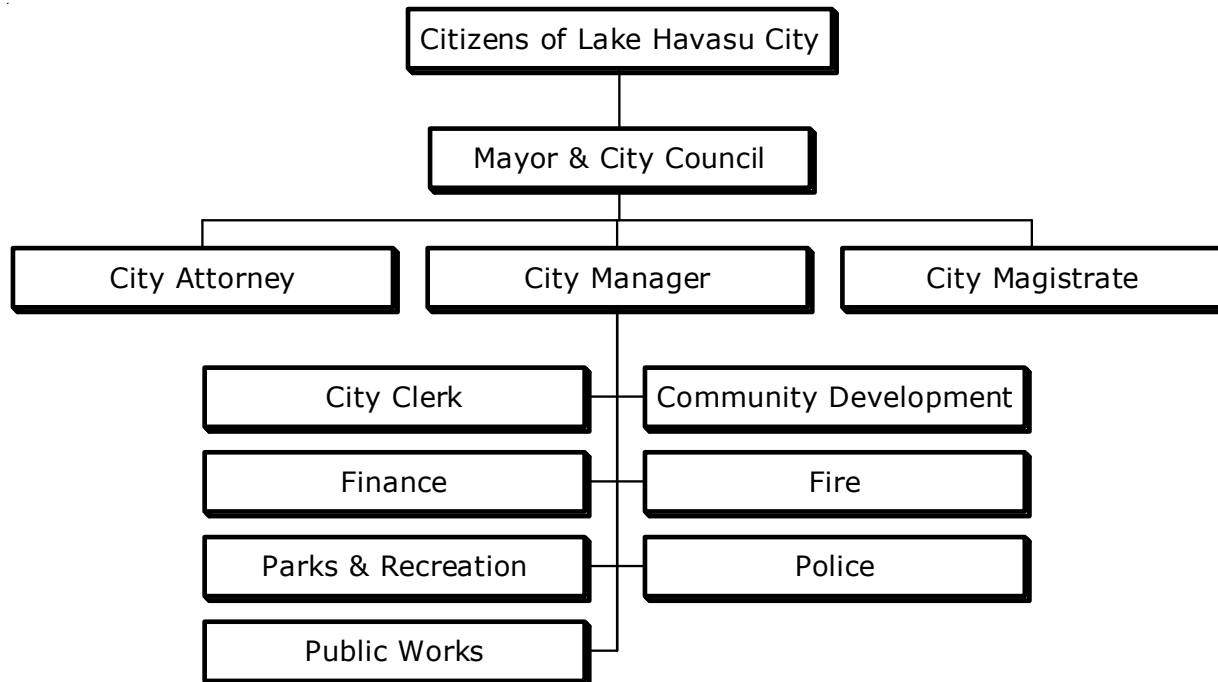 Citizens of Lake Havasu City
Mayor & City Council
City Attorney
City Manager
City Magistrate
City Clerk
Community Development
Finance
Fire
Parks & Recreation
Police
Public Works